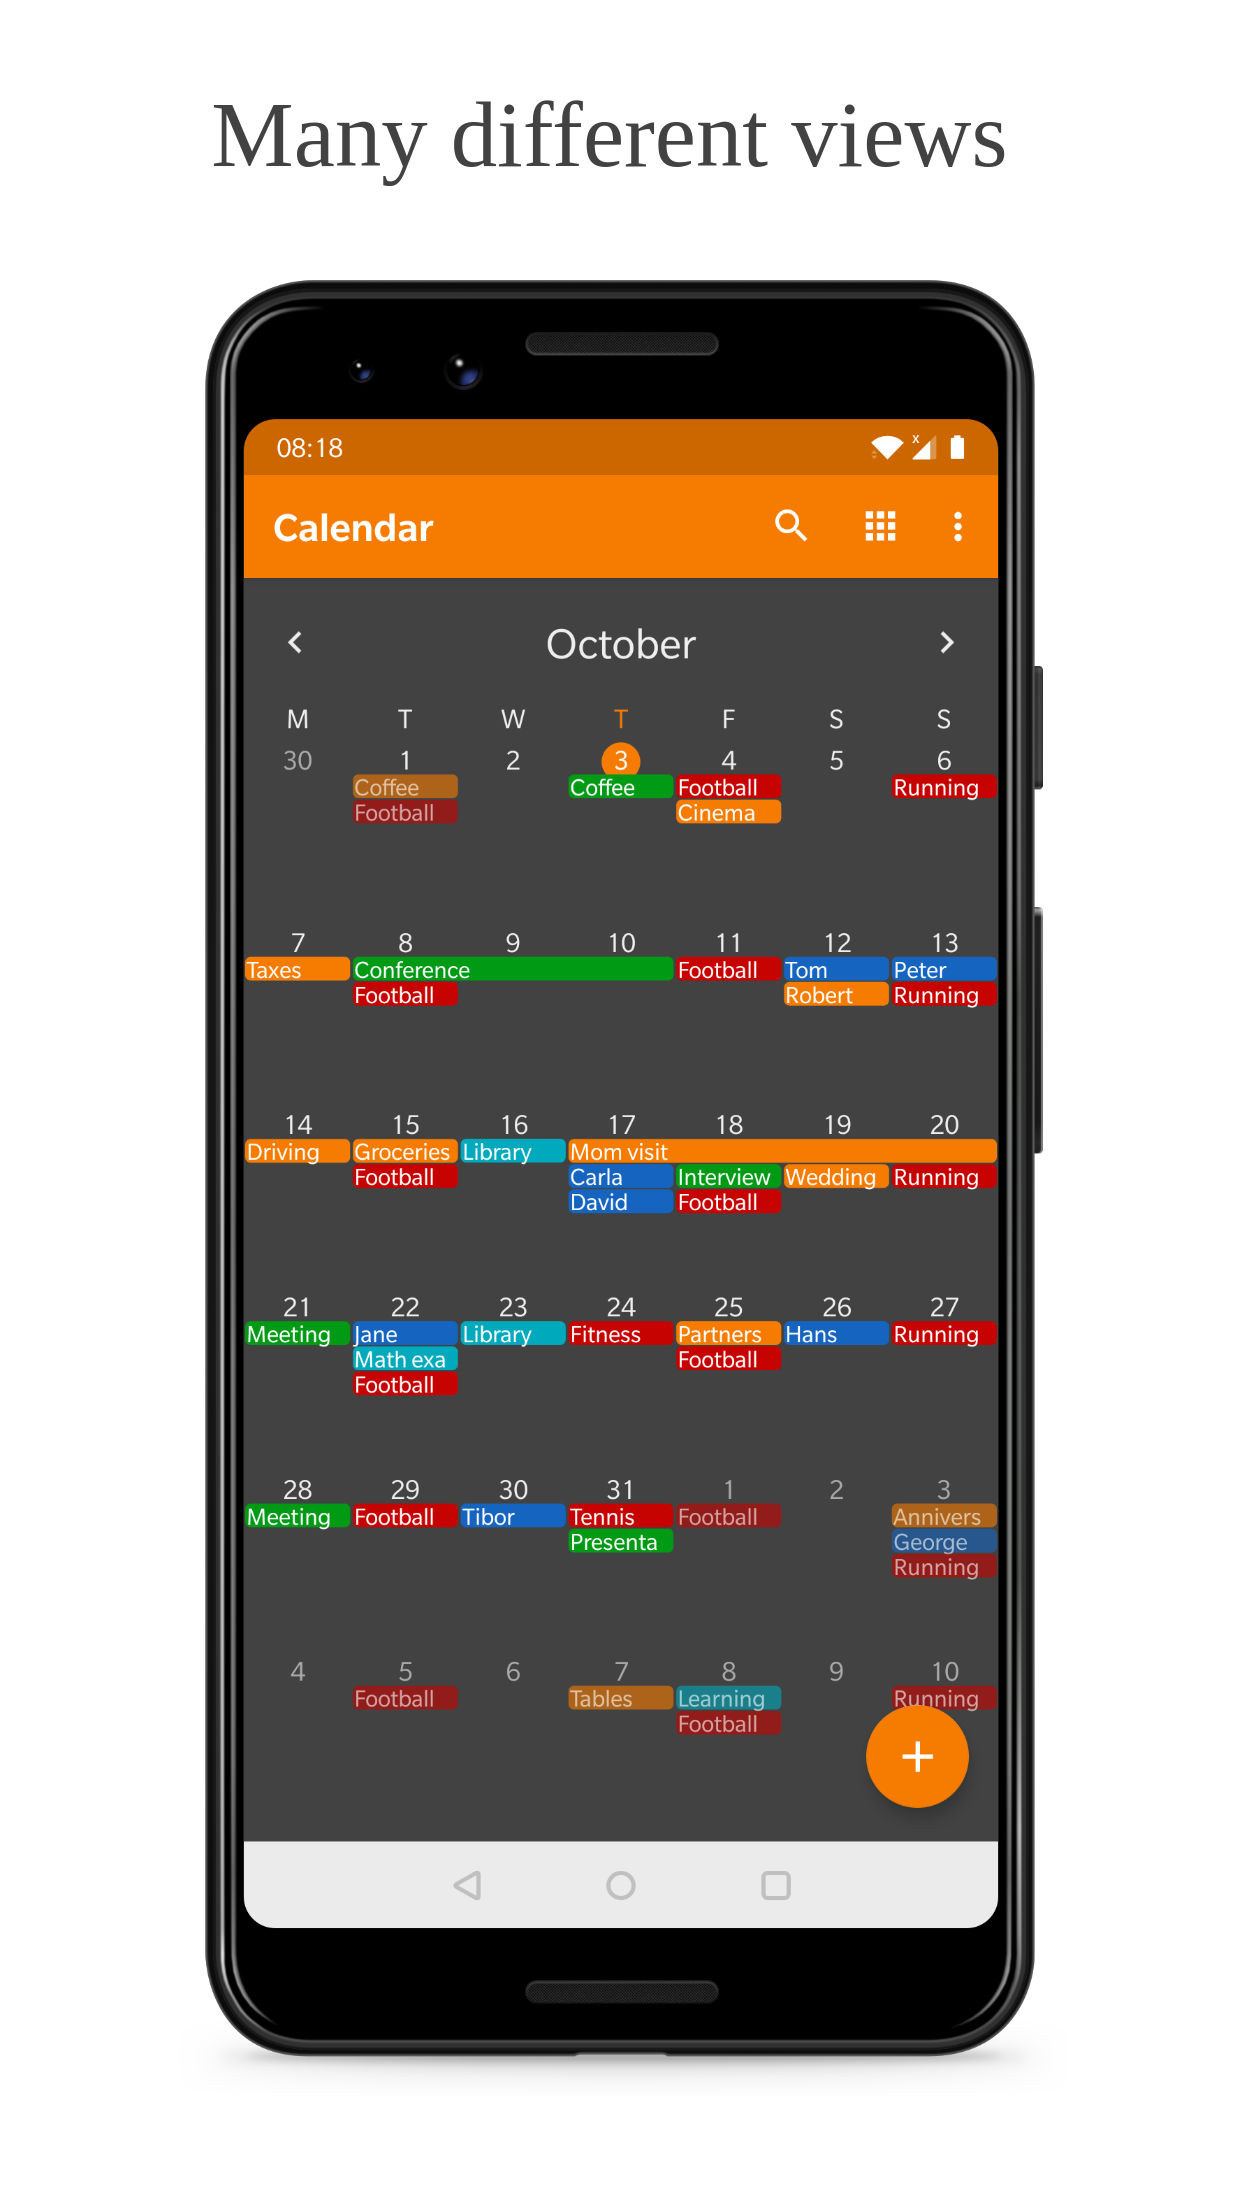 Many different views
08:18
Calendar
October
M T W T F S S
30 1 2 3 4 5 6
Coffee Coffee Football Running
Football Cinema
7 8 9 10 11 12 13
Taxes Conference Football Tom Peter
Football Robert Running
14 15 16 17 18 19 20
Driving Groceries Library Mom visit
Football Carla Interview Wedding Running
David Football
21 22 23 24 25 26 27
Meeting Jane Library Fitness Partners Hans Running
Math exa Football
Football
28 29 30 31 1 2 3
Meeting Football Tibor Tennis Football Annivers
Presenta George
Running
4 5 6 7 8 9 10
Football Tables Learning Running
Football